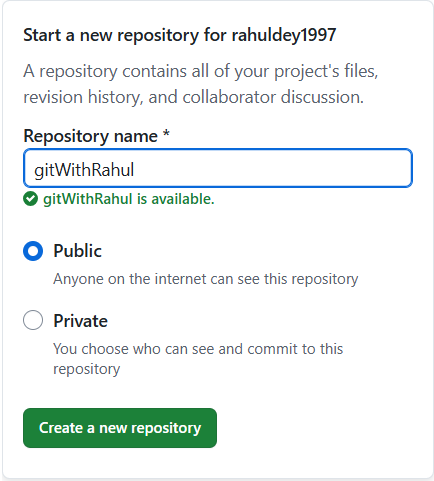 Start a new repository for rahuldey1997
A repository contains all of your project's files,
revision history, and collaborator discussion.
Repository name *
gitWithRahul
gitWithRahul is available.
Public
Anyone on the internet can see this repository
Private
You choose who can see and commit to this
repository
Create a new repository